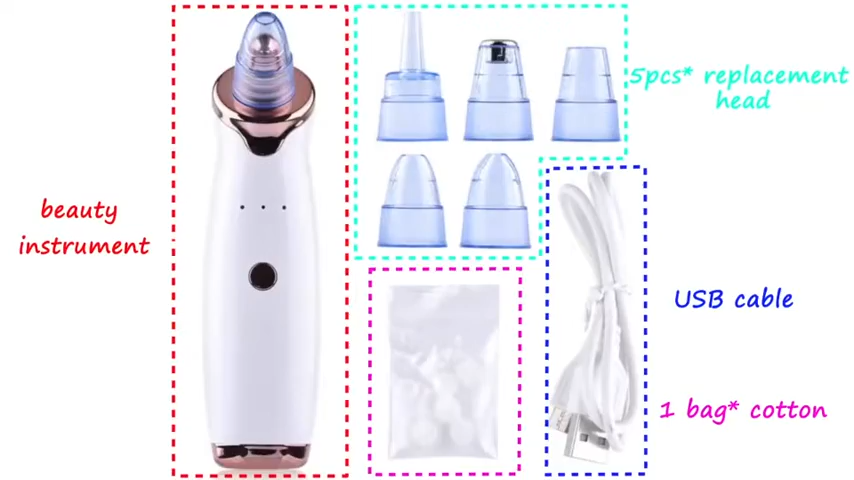 5pcs* replacement
head
beauty
instrument
USB cable
1 bag* cotton